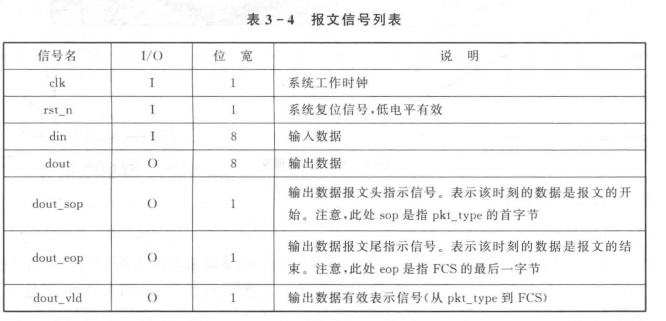 表 3-4 报文信号列表
信号名 I/O 位 宽 说 明
clk I 1 系统工作时钟
rst_n I 1 系统复位信号,低电平有效
din I 8 输入数据
dout O 8 输出数据
dout_sop O 1 输出数据报文头指示信号。表示该时刻的数据是报文的开
始。注意,此处 sop 是指 pkt_type 的首字节
dout_eop O 1 输出数据报文尾指示信号。表示该时刻的数据是报文的结
束。注意,此处 eop 是指 FCS 的最后一字节
dout_vld O 1 输出数据有效表示信号(从 pkt_type 到 FCS)